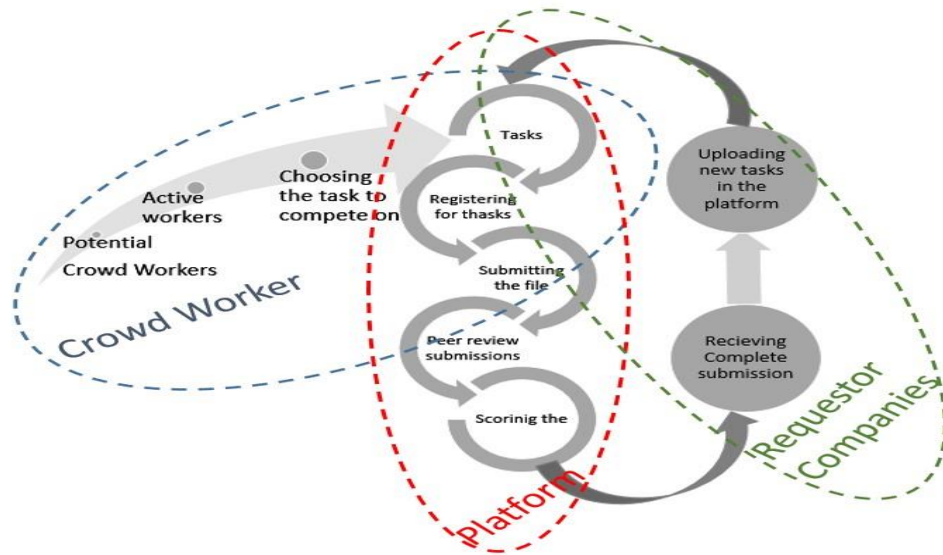 Potential
Crowd Workers
Active
workers
Choosing
the task to
compete on
Crowd Worker
Tasks
Registering
for thasks
Submitting
the file
Peer review
submissions
Scorinig the
Platform
Uploading
new tasks
in the
platform
Recieving
Complete
submission
Requestor
Companies